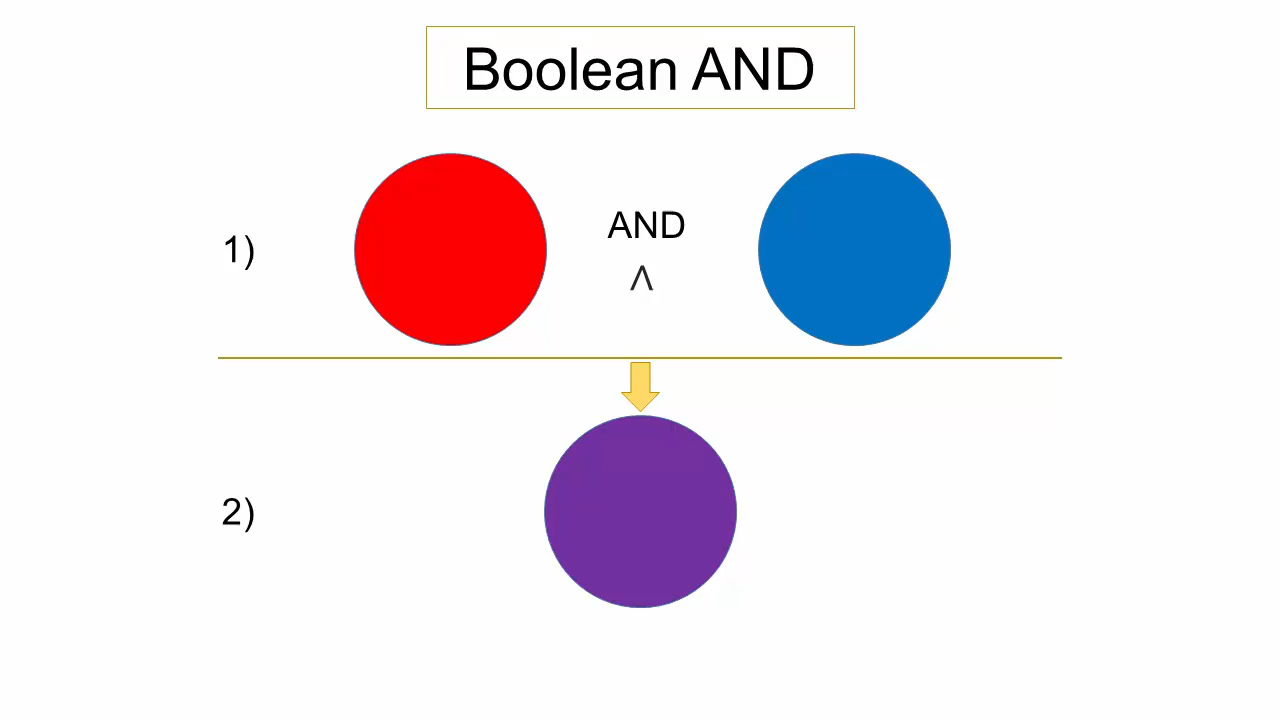 Boolean AND
1)
AND
∧
2)